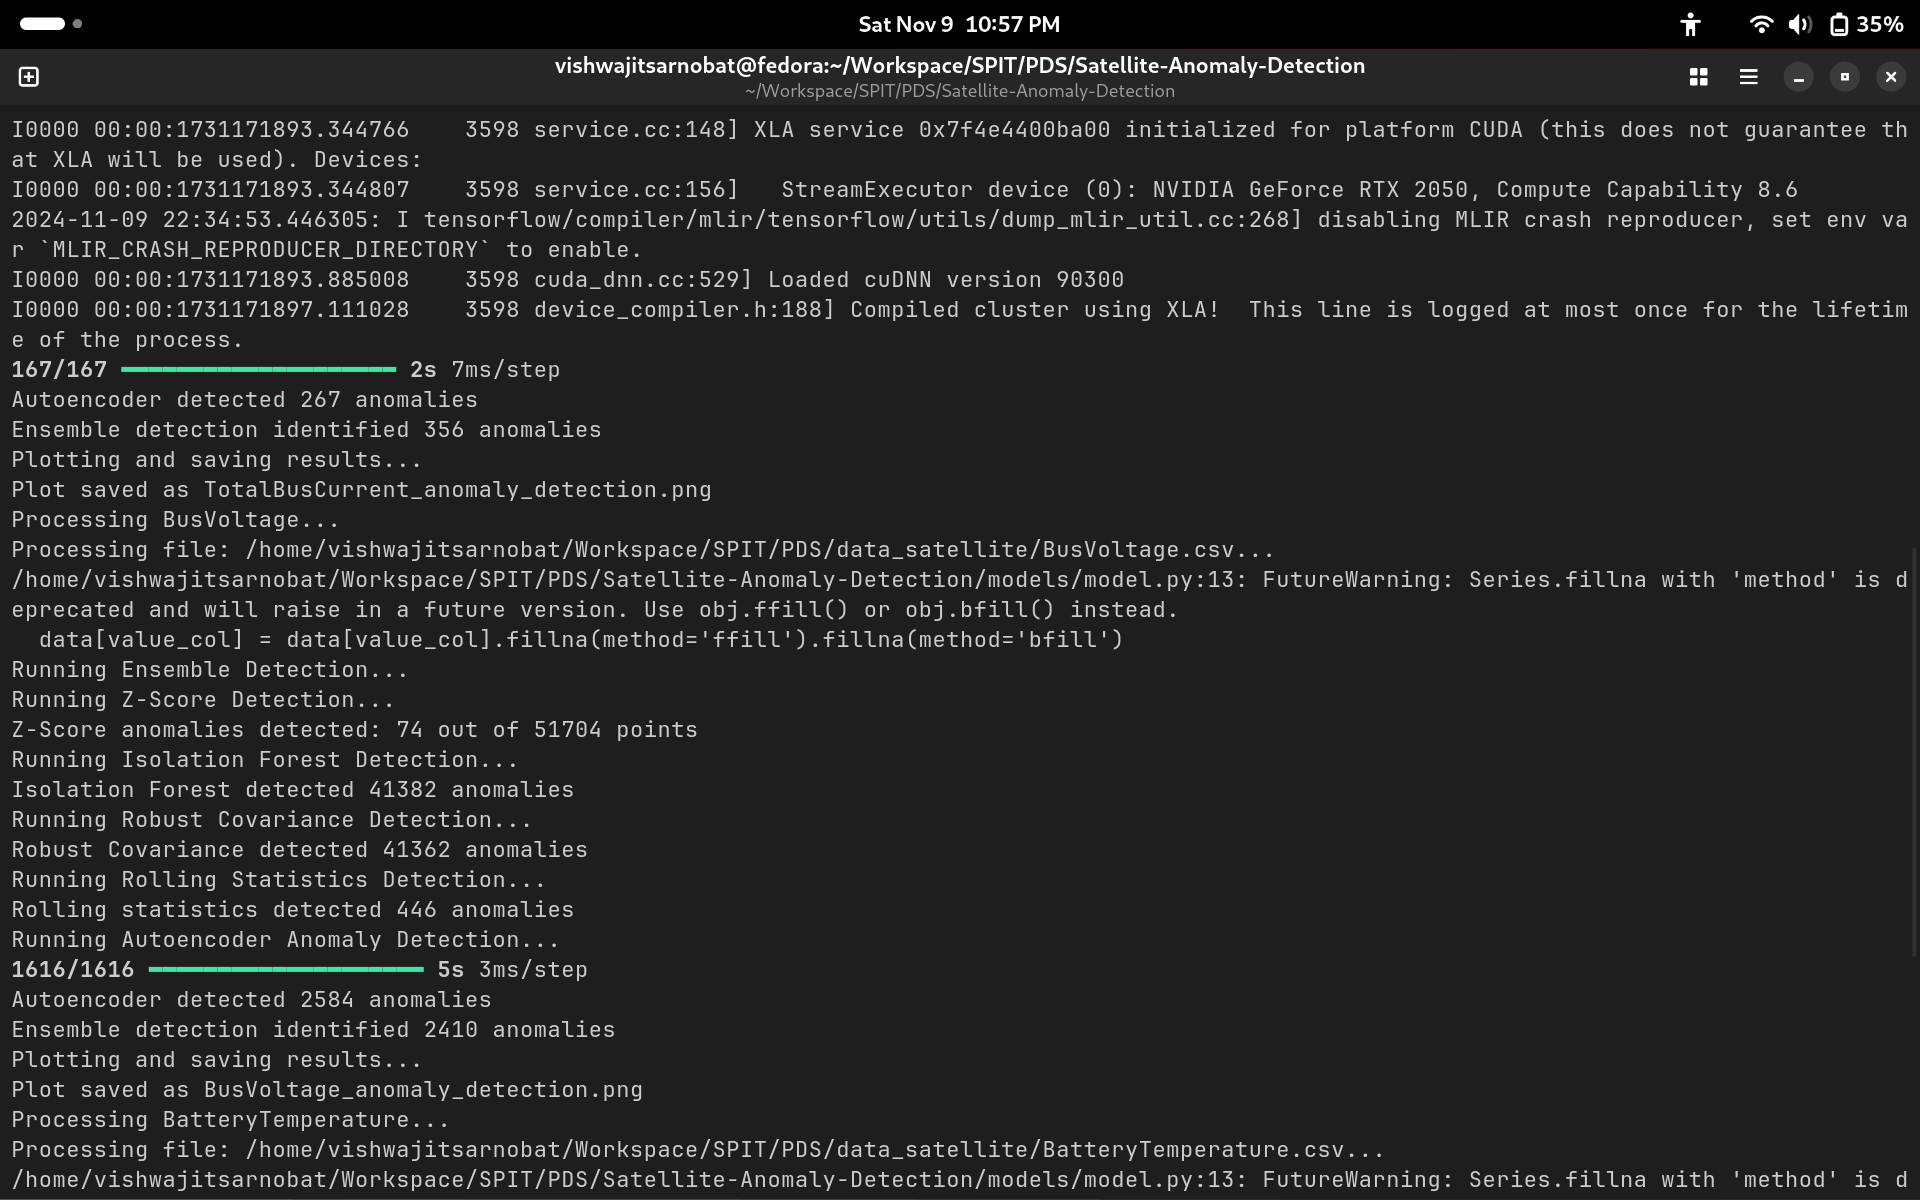 Sat Nov 9  10:57 PM
35%
vishwajitsarnobat@fedora:~/Workspace/SPIT/PDS/Satellite-Anomaly-Detection
~/Workspace/SPIT/PDS/Satellite-Anomaly-Detection
I0000 00:00:1731171893.344766    3598 service.cc:148] XLA service 0x7f4e4400ba00 initialized for platform CUDA (this does not guarantee th
at XLA will be used). Devices:
I0000 00:00:1731171893.344807    3598 service.cc:156]   StreamExecutor device (0): NVIDIA GeForce RTX 2050, Compute Capability 8.6
2024-11-09 22:34:53.446305: I tensorflow/compiler/mlir/tensorflow/utils/dump_mlir_util.cc:268] disabling MLIR crash reproducer, set env va
r `MLIR_CRASH_REPRODUCER_DIRECTORY` to enable.
I0000 00:00:1731171893.885008    3598 cuda_dnn.cc:529] Loaded cuDNN version 90300
I0000 00:00:1731171897.111028    3598 device_compiler.h:188] Compiled cluster using XLA!  This line is logged at most once for the lifetim
e of the process.
167/167 ━━━━━━━━━━━━━━━━━━━━ 2s 7ms/step
Autoencoder detected 267 anomalies
Ensemble detection identified 356 anomalies
Plotting and saving results...
Plot saved as TotalBusCurrent_anomaly_detection.png
Processing BusVoltage...
Processing file: /home/vishwajitsarnobat/Workspace/SPIT/PDS/data_satellite/BusVoltage.csv...
/home/vishwajitsarnobat/Workspace/SPIT/PDS/Satellite-Anomaly-Detection/models/model.py:13: FutureWarning: Series.fillna with 'method' is d
eprecated and will raise in a future version. Use obj.ffill() or obj.bfill() instead.
  data[value_col] = data[value_col].fillna(method='ffill').fillna(method='bfill')
Running Ensemble Detection...
Running Z-Score Detection...
Z-Score anomalies detected: 74 out of 51704 points
Running Isolation Forest Detection...
Isolation Forest detected 41382 anomalies
Running Robust Covariance Detection...
Robust Covariance detected 41362 anomalies
Running Rolling Statistics Detection...
Rolling statistics detected 446 anomalies
Running Autoencoder Anomaly Detection...
1616/1616 ━━━━━━━━━━━━━━━━━━━━ 5s 3ms/step
Autoencoder detected 2584 anomalies
Ensemble detection identified 2410 anomalies
Plotting and saving results...
Plot saved as BusVoltage_anomaly_detection.png
Processing BatteryTemperature...
Processing file: /home/vishwajitsarnobat/Workspace/SPIT/PDS/data_satellite/BatteryTemperature.csv...
/home/vishwajitsarnobat/Workspace/SPIT/PDS/Satellite-Anomaly-Detection/models/model.py:13: FutureWarning: Series.fillna with 'method' is d